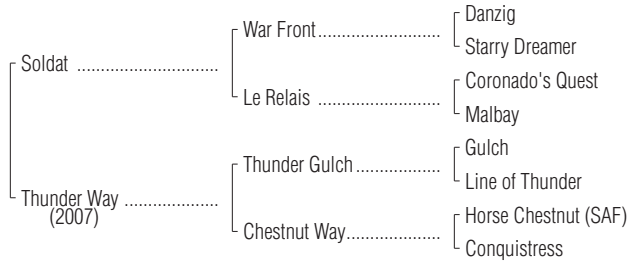 Danzig
War Front..................
Starry Dreamer
Soldat .....................
Coronado's Quest
Le Relais ..................
Malbay
Gulch
Thunder Gulch ............
Line of Thunder
Thunder Way ..............
(2007)
Horse Chestnut (SAF)
Chestnut Way..............
Conquistress